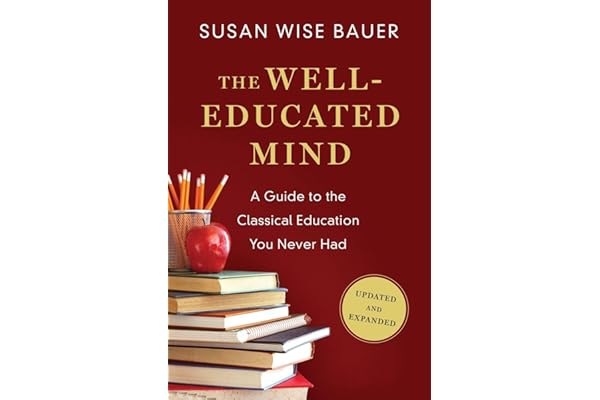 SUSAN WISE BAUER
THE WELL-
EDUCATED
MIND
A Guide to the
Classical Education
You Never Had
UPDATED
AND
EXPANDED